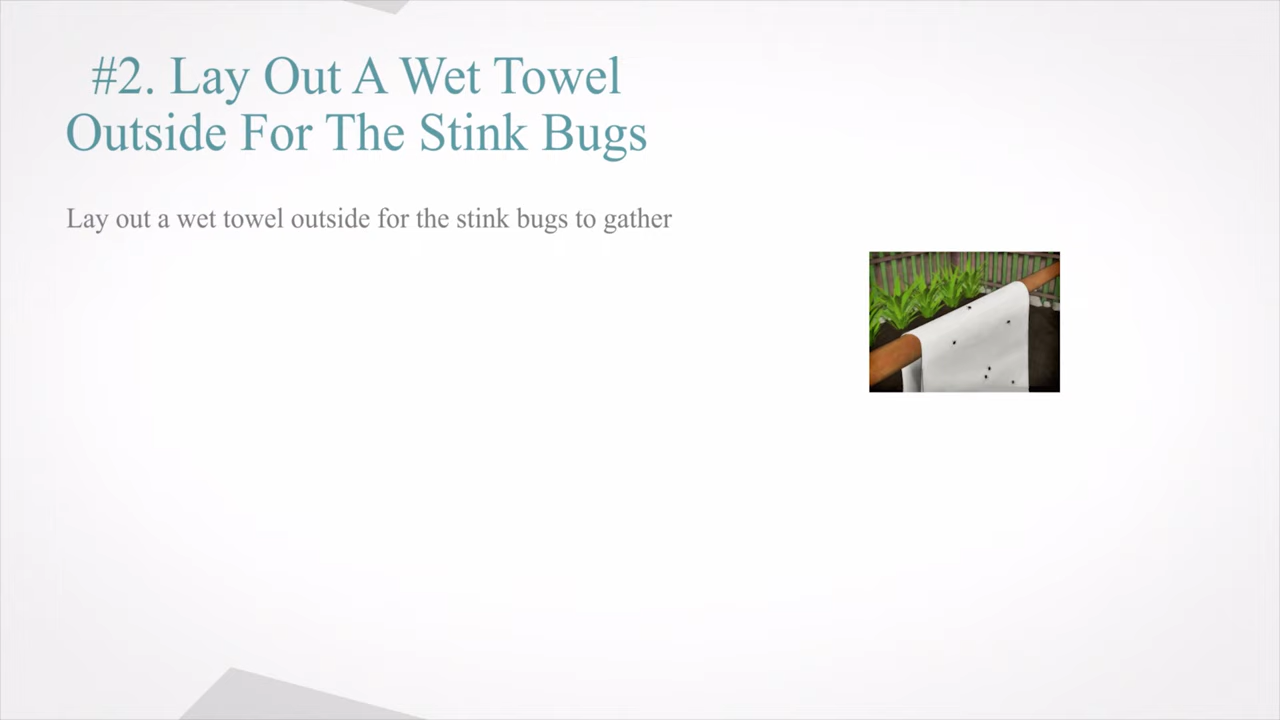 #2. Lay Out A Wet Towel
Outside For The Stink Bugs
Lay out a wet towel outside for the stink bugs to gather